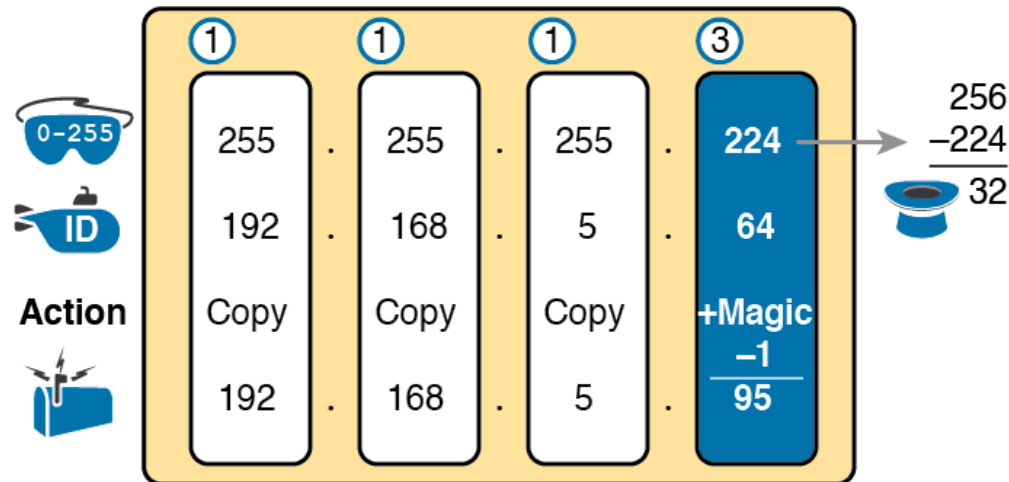 1 1 1 3
0-255 255 . 255 . 255 . 224 256
–224
32
ID 192 . 168 . 5 . 64
Action Copy Copy Copy +Magic
–1
192 . 168 . 5 . 95